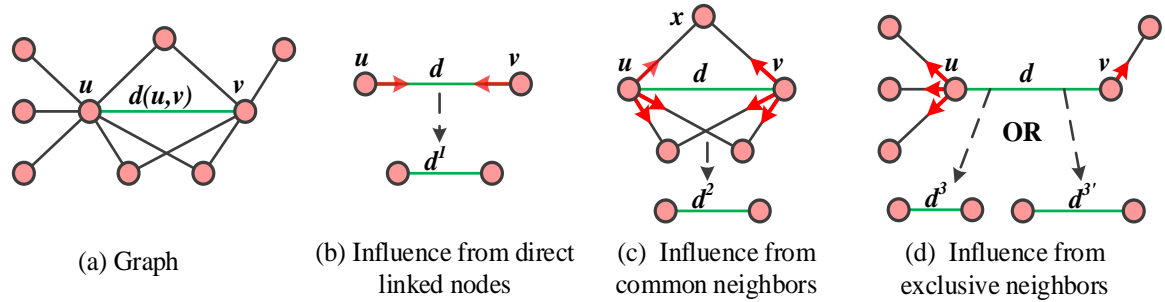 u
d(u,v)
v
(a) Graph
u
d
v
d¹
(b) Influence from direct
linked nodes
x
u
d
v
d²
(c) Influence from
common neighbors
u
d
v
OR
d³
d³'
(d) Influence from
exclusive neighbors